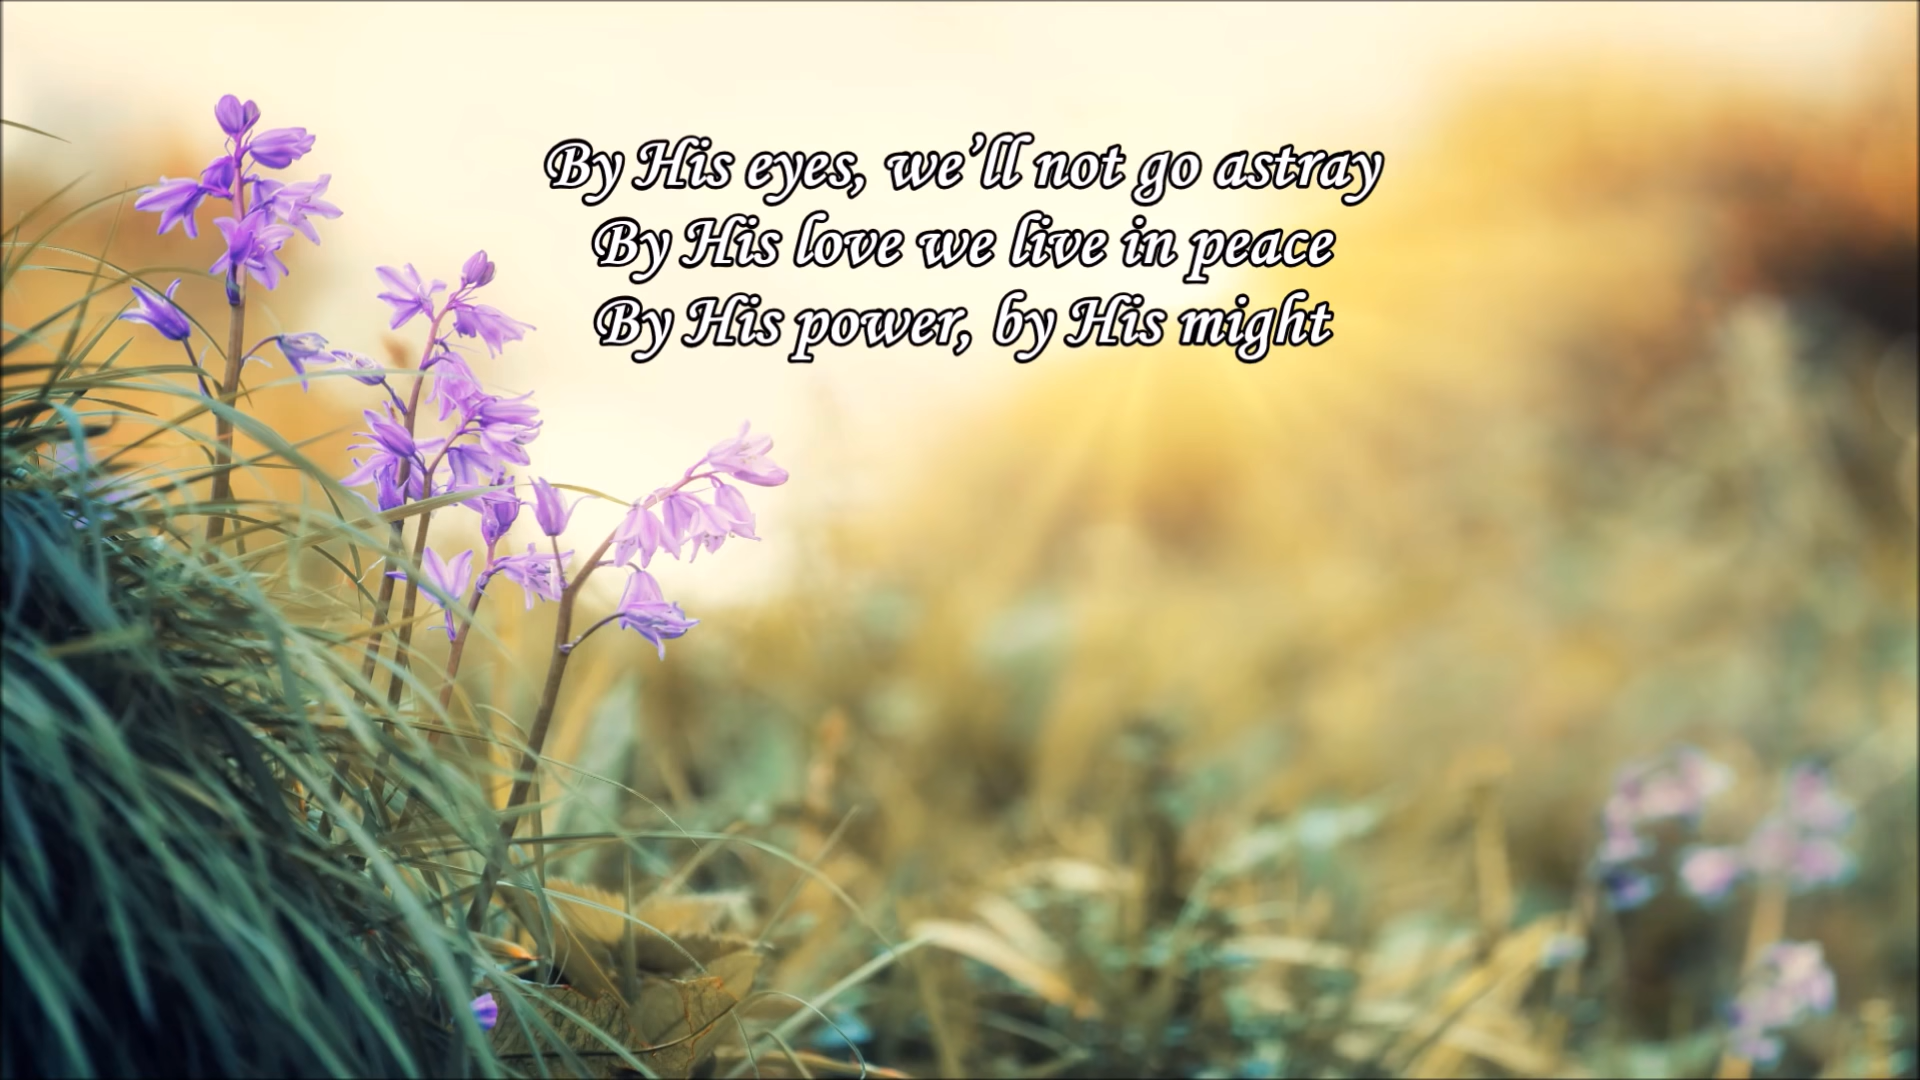 By His eyes, we’ll not go astray
By His love we live in peace
By His power, by His might